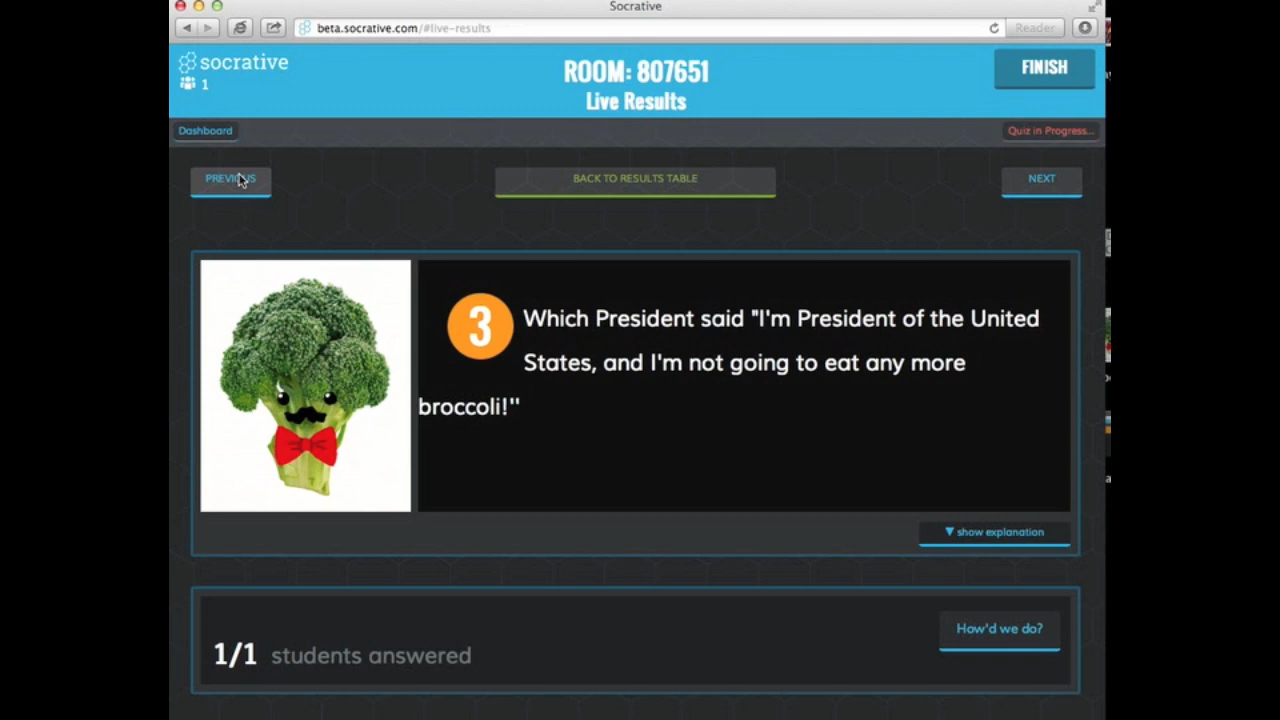 Socrative
beta.socrative.com/#live-results
Reader
socrative
1
ROOM: 807651
Live Results
FINISH
Dashboard
Quiz in Progress...
PREVIOUS
BACK TO RESULTS TABLE
NEXT
3
Which President said "I'm President of the United
States, and I'm not going to eat any more
broccoli!"
▼ show explanation
1/1 students answered
How'd we do?